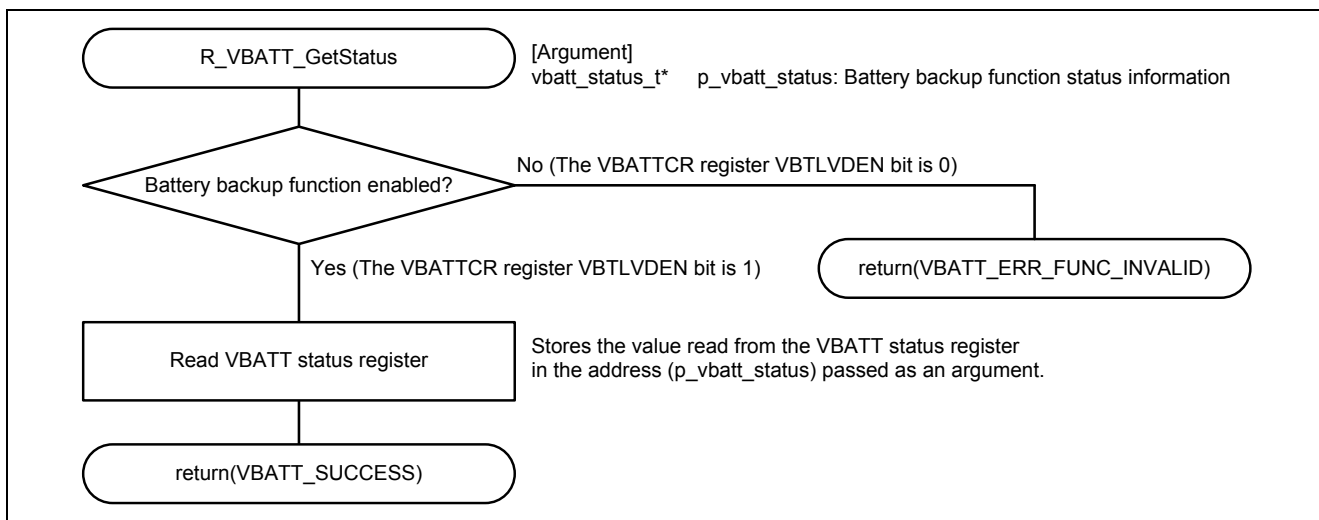 R_VBATT_GetStatus
[Argument]
vbatt_status_t* p_vbatt_status: Battery backup function status information
Battery backup function enabled?
No (The VBATTCR register VBTLVDEN bit is 0)
Yes (The VBATTCR register VBTLVDEN bit is 1)
return(VBATT_ERR_FUNC_INVALID)
Read VBATT status register
Stores the value read from the VBATT status register
in the address (p_vbatt_status) passed as an argument.
return(VBATT_SUCCESS)